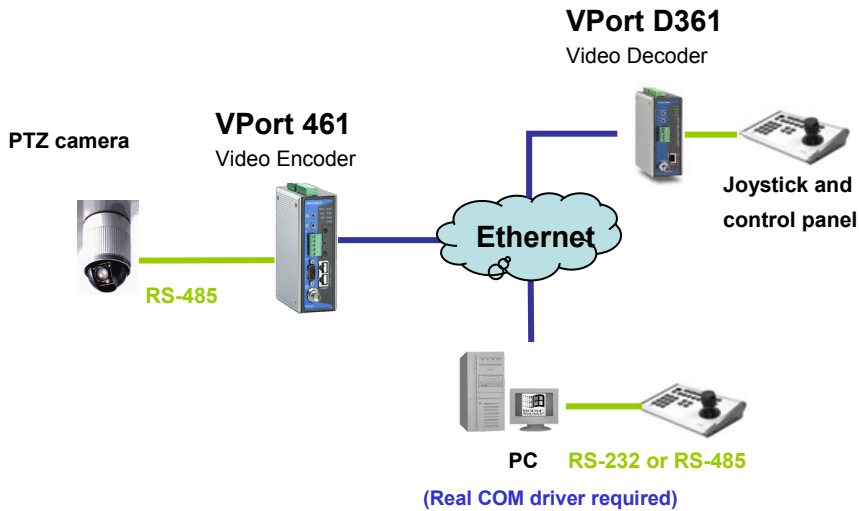 VPort D361
Video Decoder
VPort 461
Video Encoder
PTZ camera
Joystick and
control panel
Ethernet
RS-485
PC
RS-232 or RS-485
(Real COM driver required)